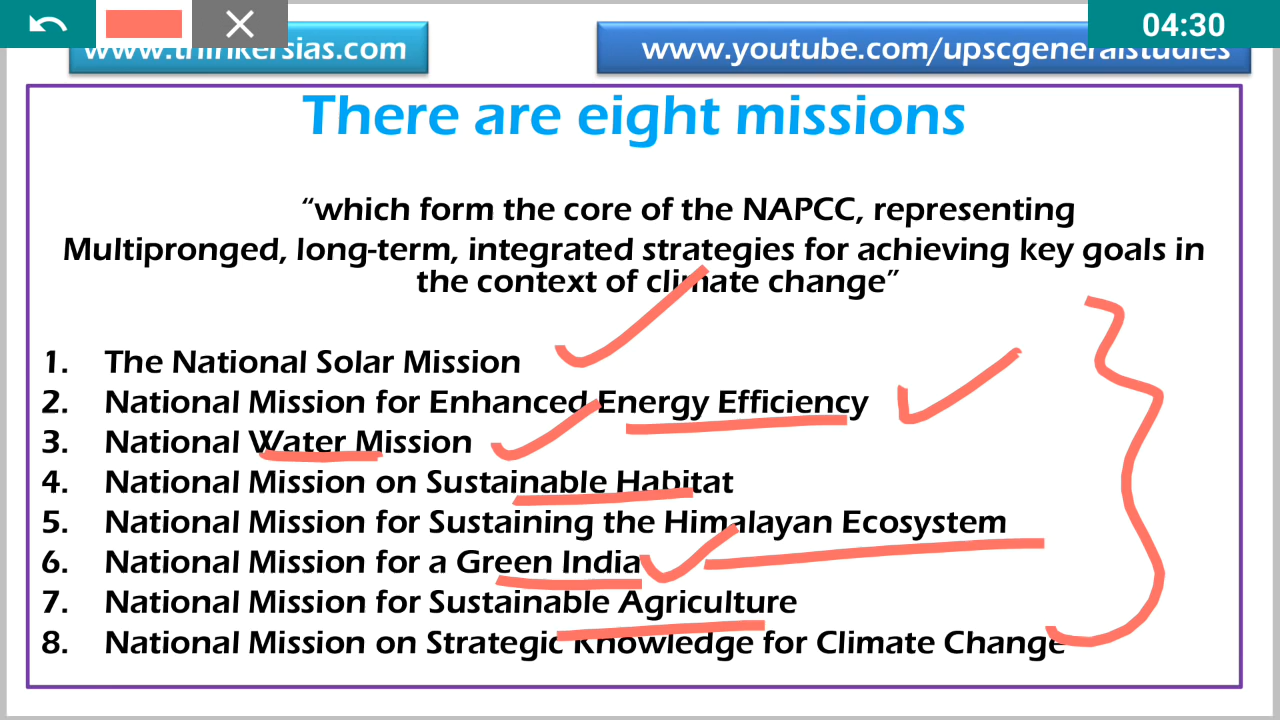 04:30
www.thinkersias.com
www.youtube.com/upscgeneralstudies
There are eight missions
“which form the core of the NAPCC, representing
Multipronged, long-term, integrated strategies for achieving key goals in
the context of climate change”
1. The National Solar Mission
2. National Mission for Enhanced Energy Efficiency
3. National Water Mission
4. National Mission on Sustainable Habitat
5. National Mission for Sustaining the Himalayan Ecosystem
6. National Mission for a Green India
7. National Mission for Sustainable Agriculture
8. National Mission on Strategic Knowledge for Climate Change